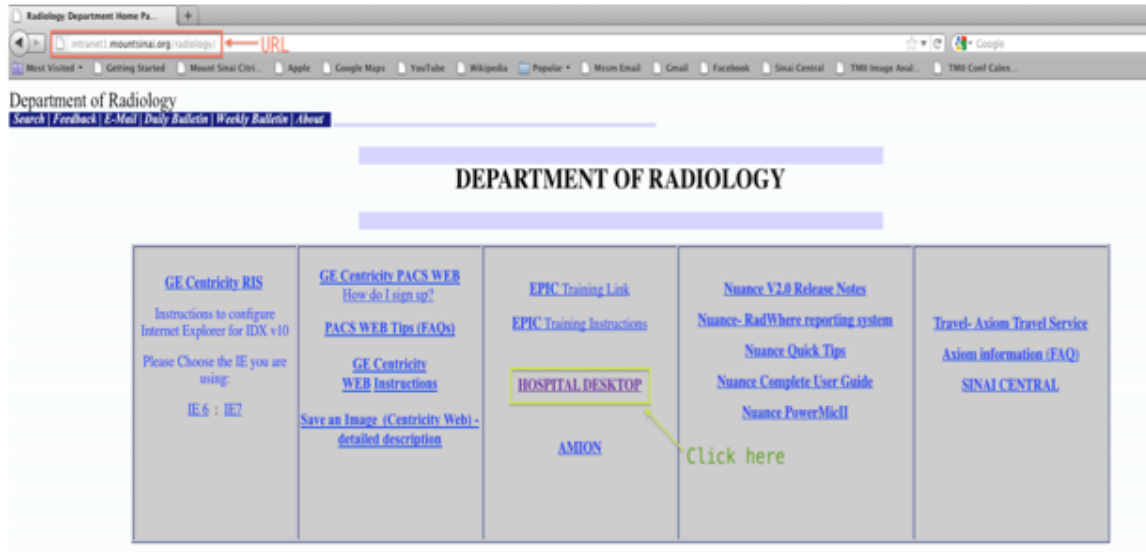 Radiology Department Home Pa...
+
intranet1.mountsinai.org/radiology/
URL
Google
Most Visited
Getting Started
Mount Sinai Citri...
Apple
Google Maps
YouTube
Wikipedia
Popular
Mssm Email
Gmail
Facebook
Sinai Central
TMII Image Anal...
TMII Conf Calen...
Department of Radiology
Search | Feedback | E-Mail | Daily Bulletin | Weekly Bulletin | About
DEPARTMENT OF RADIOLOGY
GE Centricity RIS
Instructions to configure
Internet Explorer for IDX v10
Please Choose the IE you are
using:
IE 6 : IE7
GE Centricity PACS WEB
How do I sign up?
PACS WEB Tips (FAQs)
GE Centricity
WEB Instructions
Save an Image (Centricity Web) -
detailed description
EPIC Training Link
EPIC Training Instructions
HOSPITAL DESKTOP
AMION
Click here
Nuance V2.0 Release Notes
Nuance- RadWhere reporting system
Nuance Quick Tips
Nuance Complete User Guide
Nuance PowerMicII
Travel- Axiom Travel Service
Axiom information (FAQ)
SINAI CENTRAL